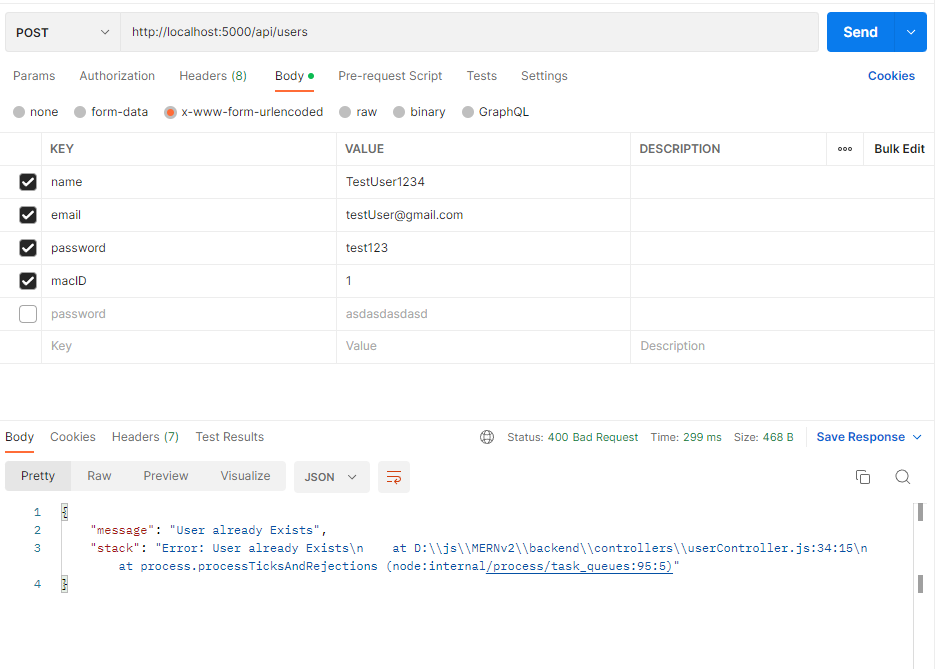 POST http://localhost:5000/api/users Send
Params Authorization Headers (8) Body Pre-request Script Tests Settings Cookies
none form-data x-www-form-urlencoded raw binary GraphQL
KEY VALUE DESCRIPTION ooo Bulk Edit
name TestUser1234
email testUser@gmail.com
password test123
macID 1
password asdasdasdasd
Key Value Description
Body Cookies Headers (7) Test Results Status: 400 Bad Request Time: 299 ms Size: 468 B Save Response
Pretty Raw Preview Visualize JSON
1 {
2 "message": "User already Exists",
3 "stack": "Error: User already Exists\n    at D:\\js\\MERNv2\\backend\\controllers\\userController.js:34:15\n
at process.processTicksAndRejections (node:internal/process/task_queues:95:5)"
4 }